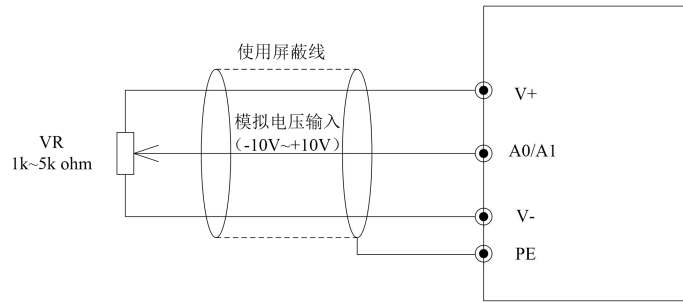 使用屏蔽线
V+
模拟电压输入
（-10V~+10V）
VR
1k~5k ohm
A0/A1
V-
PE